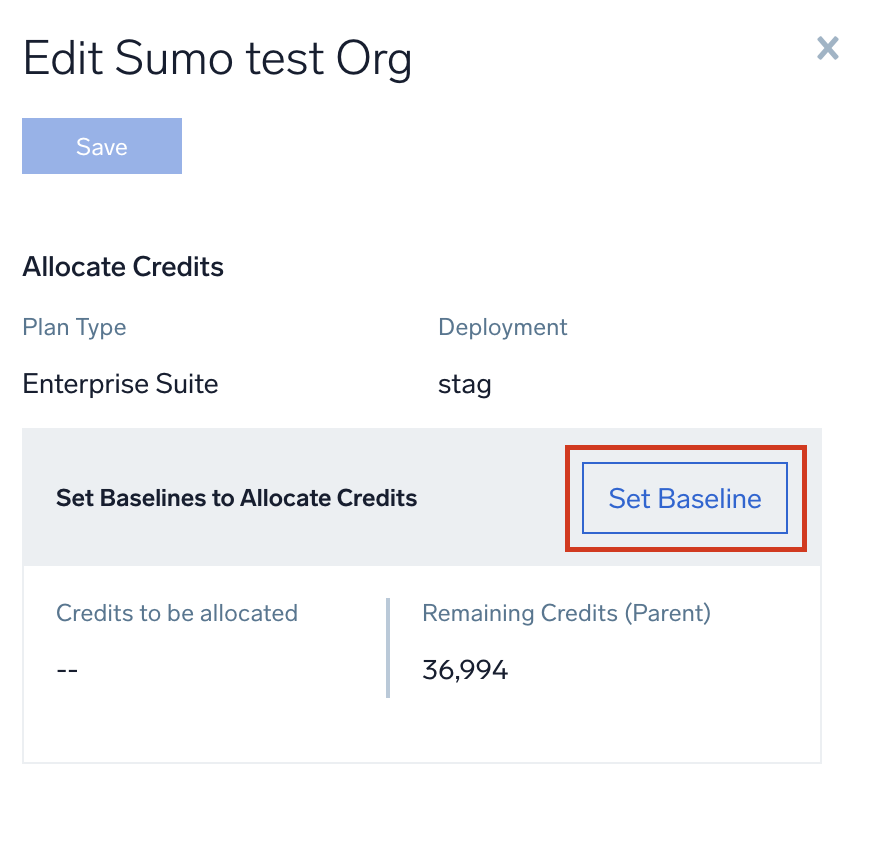 Edit Sumo test Org
Save
Allocate Credits
Plan Type
Deployment
Enterprise Suite
stag
Set Baselines to Allocate Credits
Set Baseline
Credits to be allocated
Remaining Credits (Parent)
--
36,994